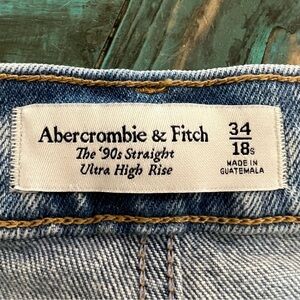 Abercrombie & Fitch
The '90s Straight
Ultra High Rise
34
18s
MADE IN
GUATEMALA